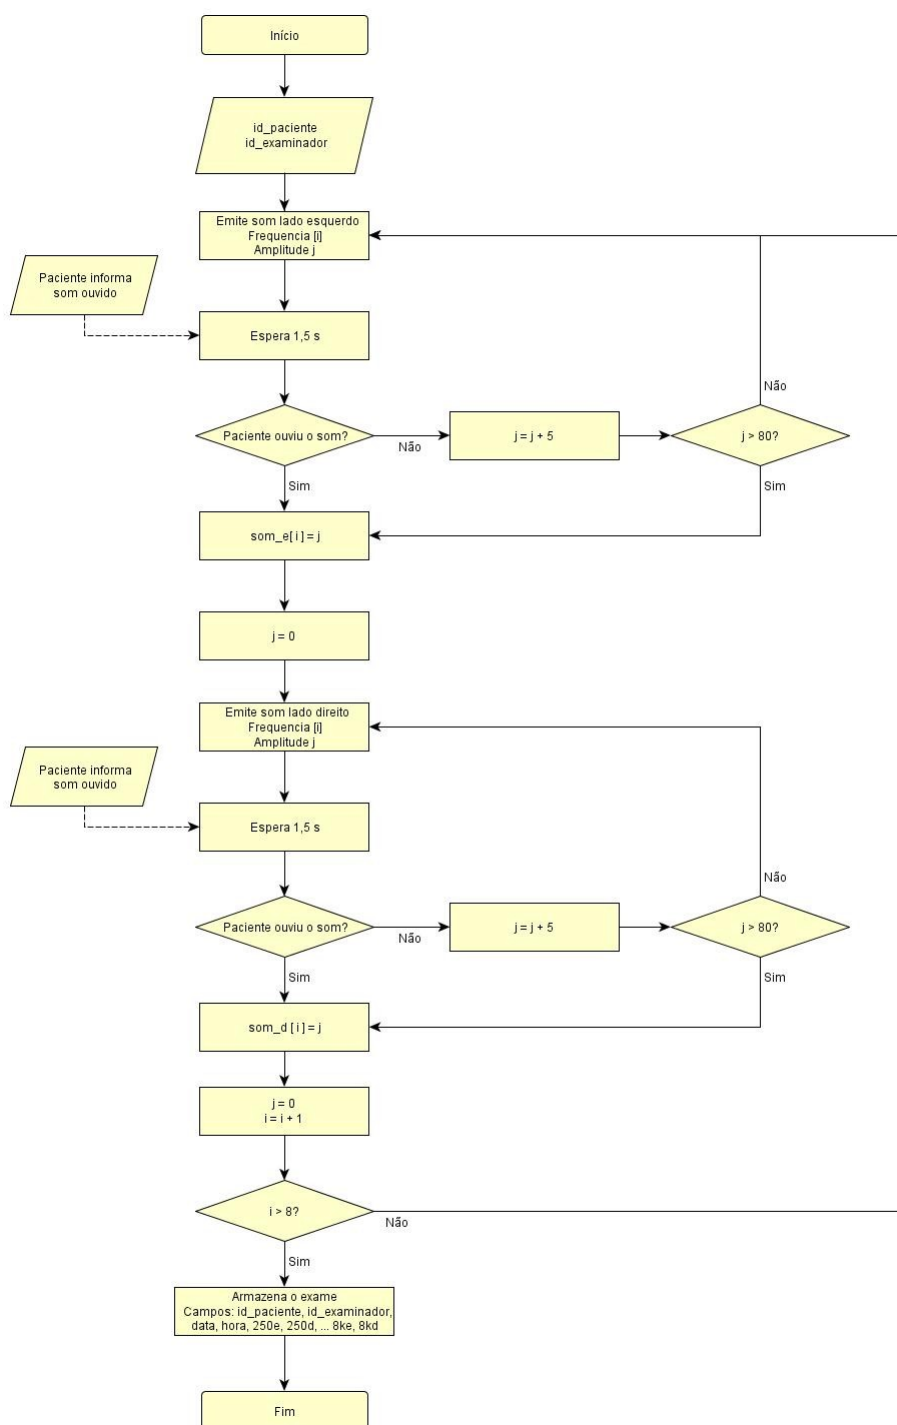 Início
id_paciente
id_examinador
Emite som lado esquerdo
Frequencia [i]
Amplitude j
Paciente informa
som ouvido
Espera 1,5 s
Não
Paciente ouviu o som?
Não
j = j + 5
j > 80?
Sim
Sim
som_e[ i ] = j
j = 0
Emite som lado direito
Frequencia [i]
Amplitude j
Paciente informa
som ouvido
Espera 1,5 s
Não
Paciente ouviu o som?
Não
j = j + 5
j > 80?
Sim
Sim
som_d [ i ] = j
j = 0
i = i + 1
i > 8?
Não
Sim
Armazena o exame
Campos: id_paciente, id_examinador,
data, hora, 250e, 250d, ... 8ke, 8kd
Fim